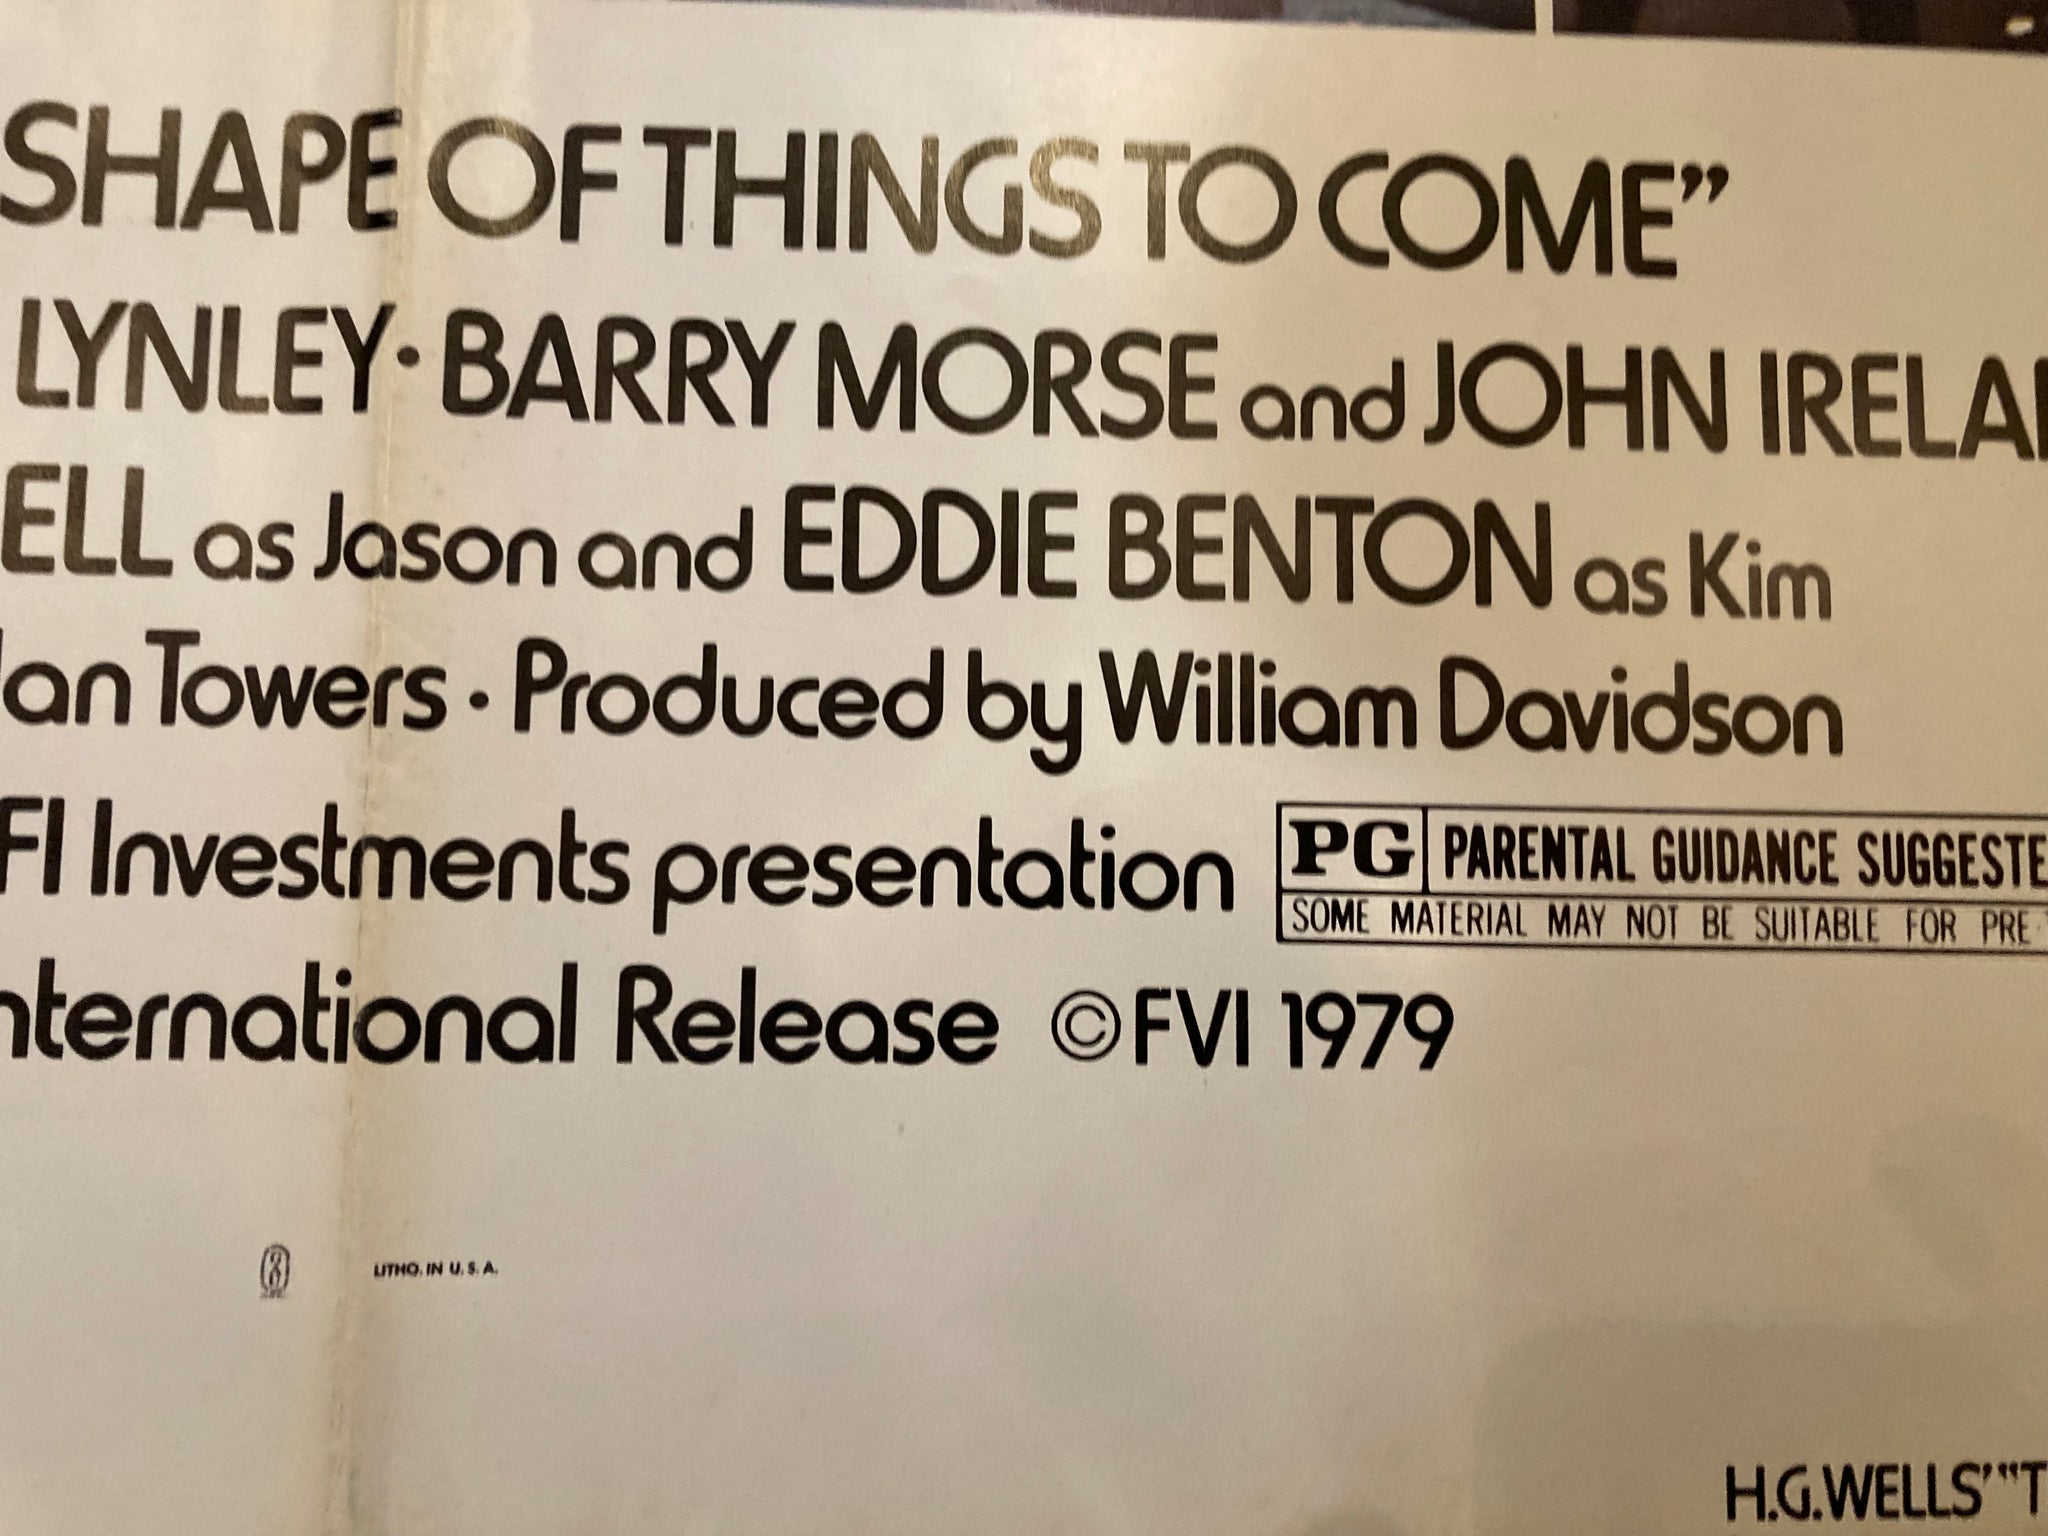 SHAPE OF THINGS TO COME”
LYNLEY · BARRY MORSE and JOHN IRELA
ELL as Jason and EDDIE BENTON as Kim
lan Towers · Produced by William Davidson
FI Investments presentation
PG PARENTAL GUIDANCE SUGGESTE
SOME MATERIAL MAY NOT BE SUITABLE FOR PRE-
nternational Release ©FVI 1979
LITHO. IN U. S. A.
H.G.WELLS’ “T